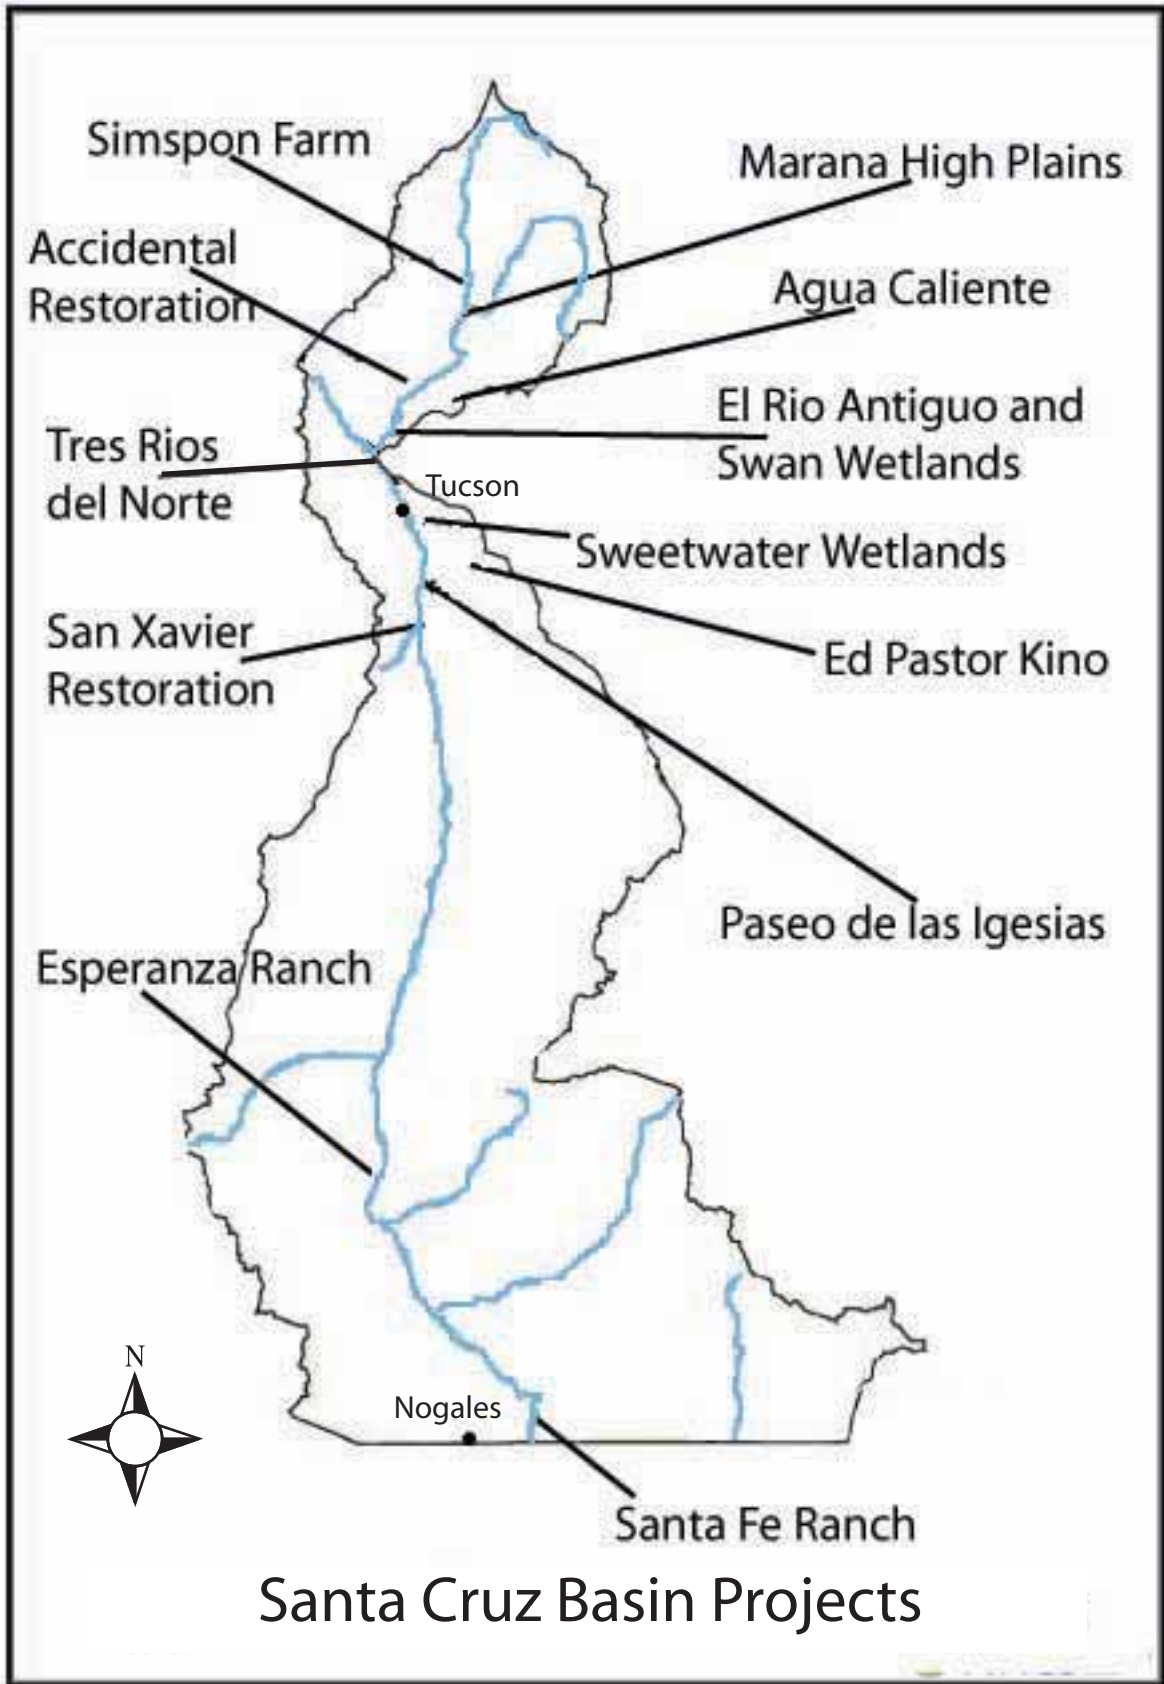 Simspon Farm
Marana High Plains
Accidental
Restoration
Agua Caliente
El Rio Antiguo and
Swan Wetlands
Tres Rios
del Norte
Tucson
Sweetwater Wetlands
San Xavier
Restoration
Ed Pastor Kino
Paseo de las Igesias
Esperanza Ranch
N
Nogales
Santa Fe Ranch
Santa Cruz Basin Projects